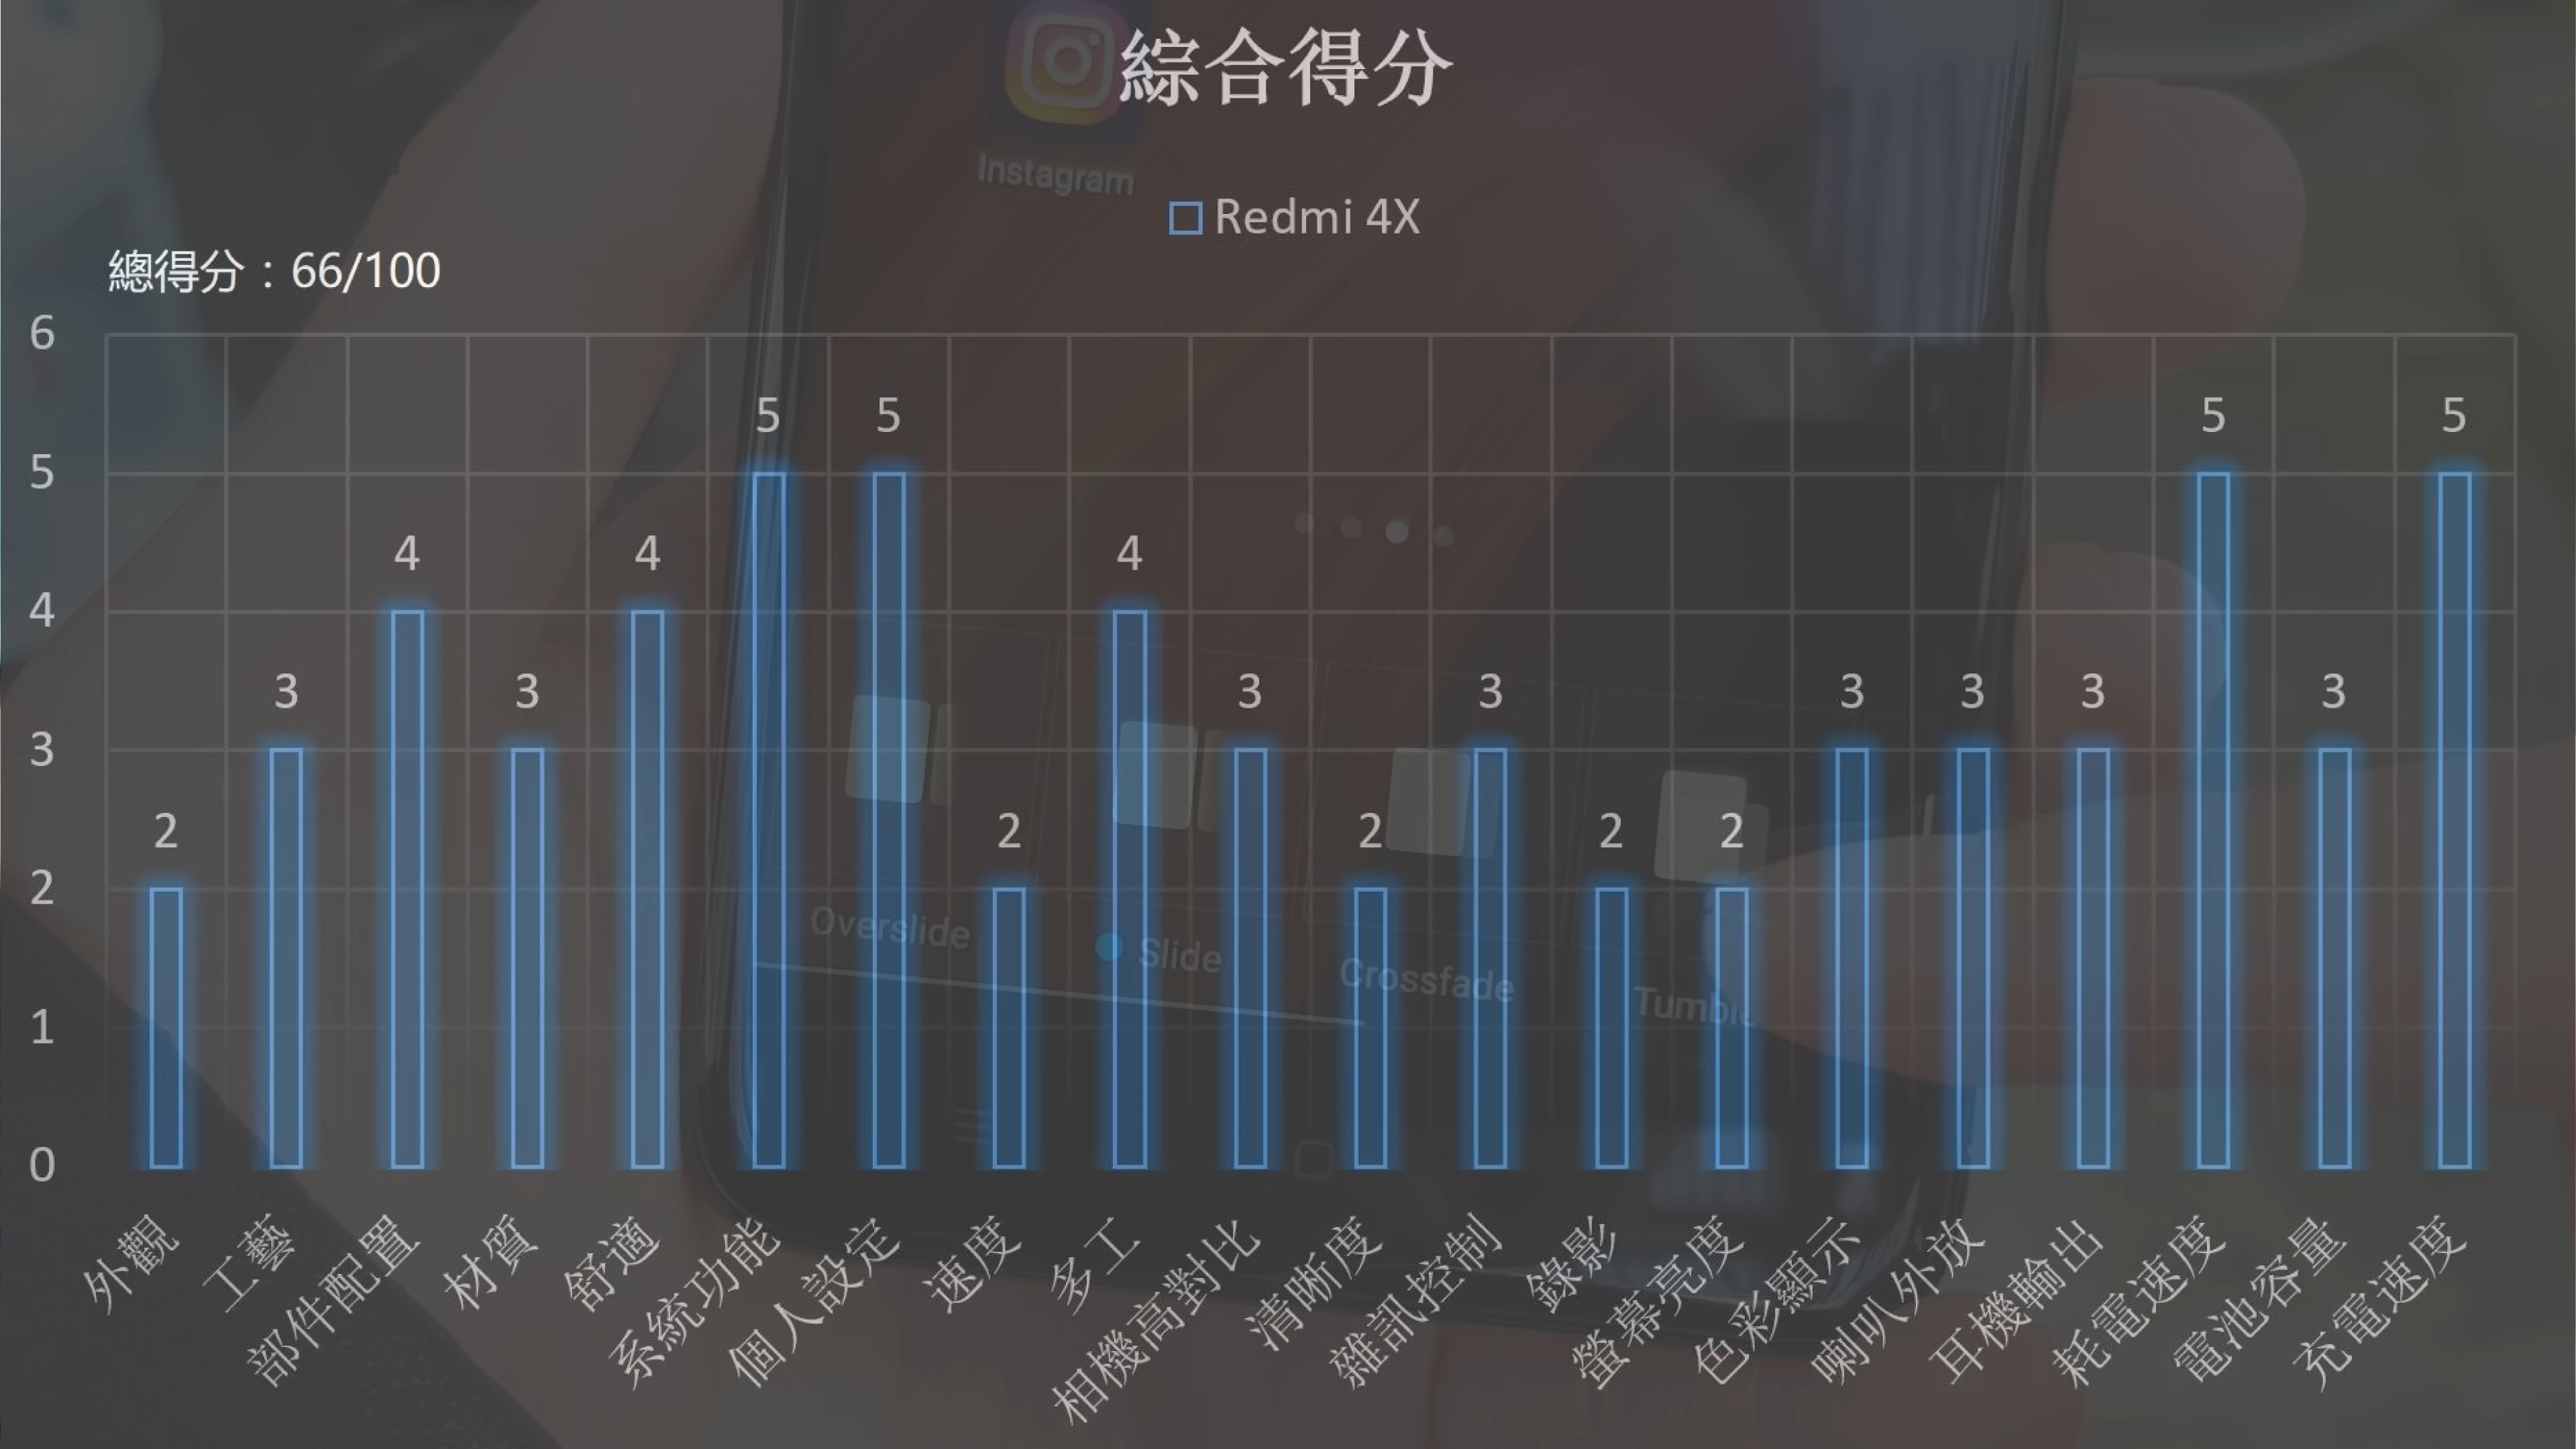 綜合得分
Instagram
Redmi 4X
總得分：66/100
6
5 5 5 5
5
4 4 4
4
3 3 3 3 3 3 3 3
3
2 2 2 2 2
2
Overslide Slide Crossfade
1
0
外觀 工藝 部件配置 材質 舒適 系統功能 個人設定 速度 多工 相機高對比 清晰度 雜訊控制 錄影 螢幕亮度 色彩顯示 喇叭外放 耳機輸出 耗電速度 電池容量 充電速度